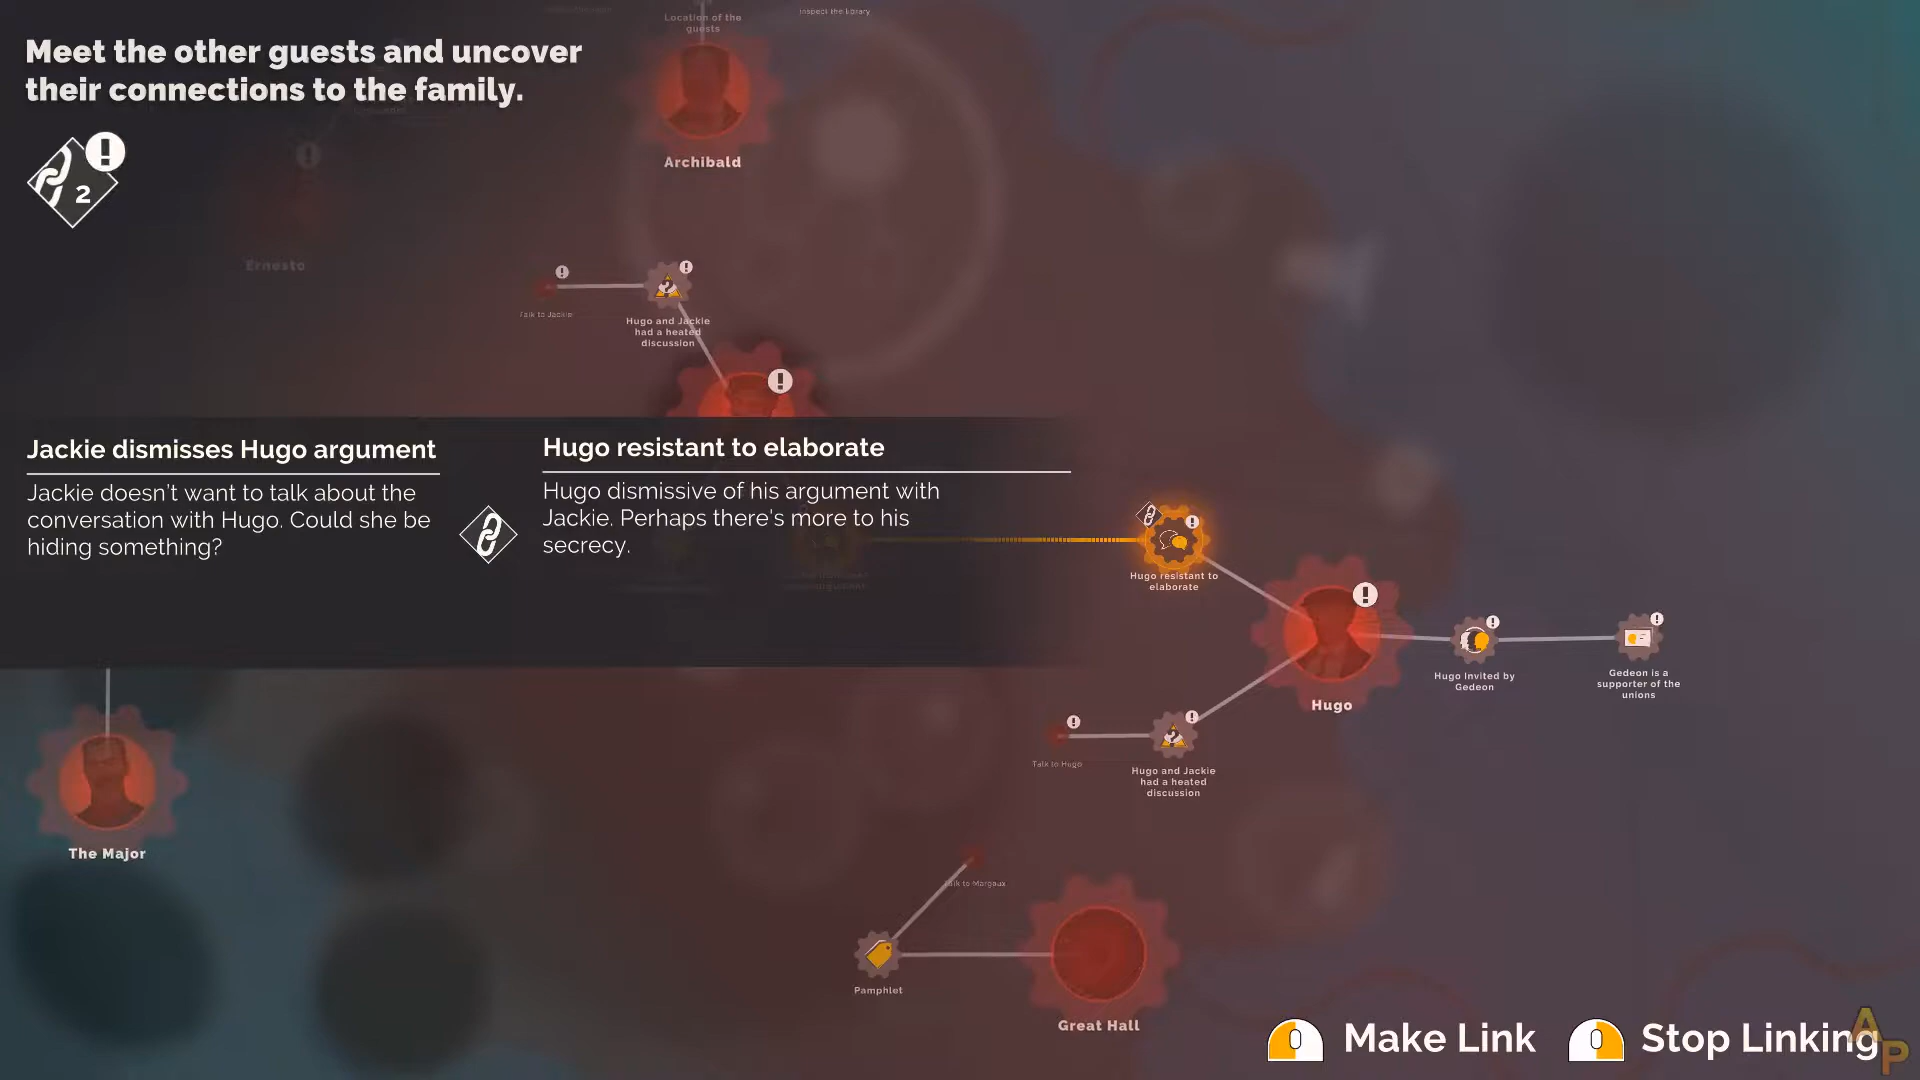 Location of the
guests
Inspect the library
Meet the other guests and uncover
their connections to the family.
2
Archibald
Ernesto
Talk to Jackie
Hugo and Jackie
had a heated
discussion
Jackie dismisses Hugo argument
Jackie doesn't want to talk about the
conversation with Hugo. Could she be
hiding something?
Hugo resistant to elaborate
Hugo dismissive of his argument with
Jackie. Perhaps there's more to his
secrecy.
Hugo resistant to
elaborate
Hugo
Hugo Invited by
Gedeon
Gedeon is a
supporter of the
unions
Talk to Hugo
Hugo and Jackie
had a heated
discussion
The Major
Talk to Margaux
Pamphlet
Great Hall
Make Link
Stop Linking
AP